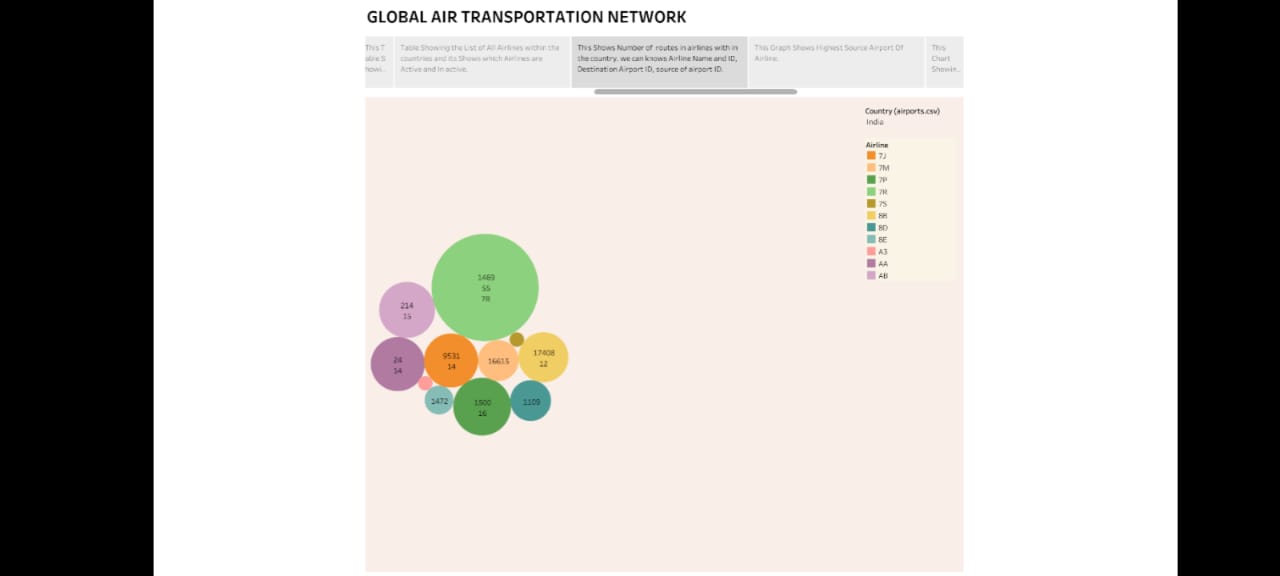 GLOBAL AIR TRANSPORTATION NETWORK
This T
able S
howi..
Table Showing the List of All Airlines within the
countries and its Shows which Airlines are
Active and In active.
This Shows Number of routes in airlines with in
the country. we can knows Airline Name and ID,
Destination Airport ID, source of airport ID.
This Graph Shows Highest Source Airport Of
Airline.
This
Chart
Showin..
Country (airports.csv)
India
Airline
7J
7M
7P
7R
7S
8B
8D
8E
A3
AA
AB
1469
55
78
214
15
24
14
9531
14
16615
17408
12
1472
1500
16
1109